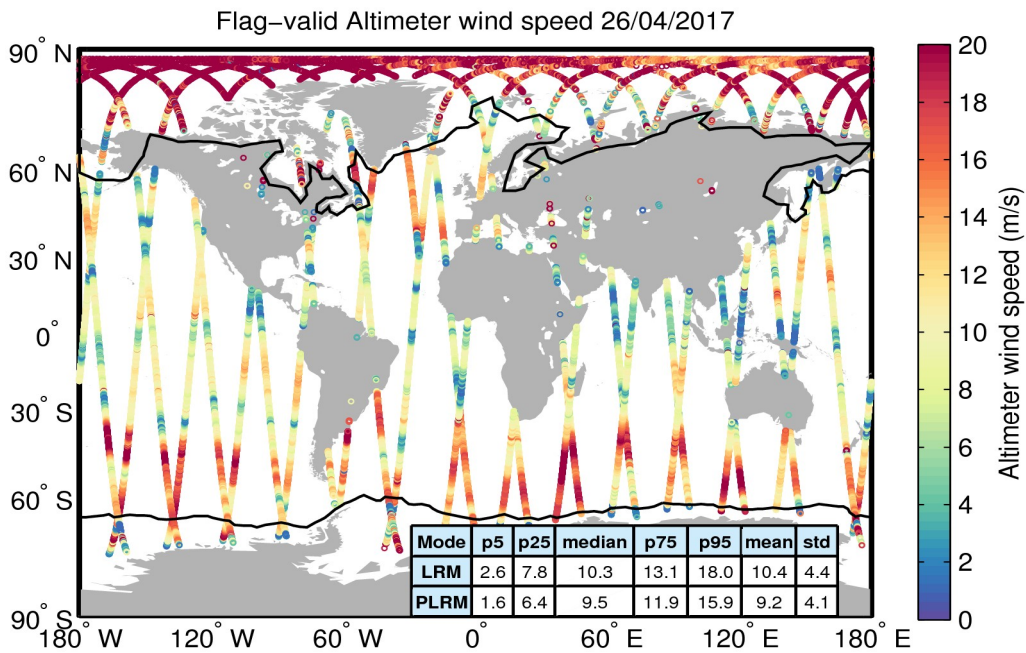 Flag−valid Altimeter wind speed 26/04/2017
90° N
60° N
30° N
0°
30° S
60° S
90° S
180° W
120° W
60° W
0°
60° E
120° E
180° E
Mode p5 p25 median p75 p95 mean std
LRM 2.6 7.8 10.3 13.1 18.0 10.4 4.4
PLRM 1.6 6.4 9.5 11.9 15.9 9.2 4.1
20
18
16
14
12
10
8
6
4
2
0
Altimeter wind speed (m/s)